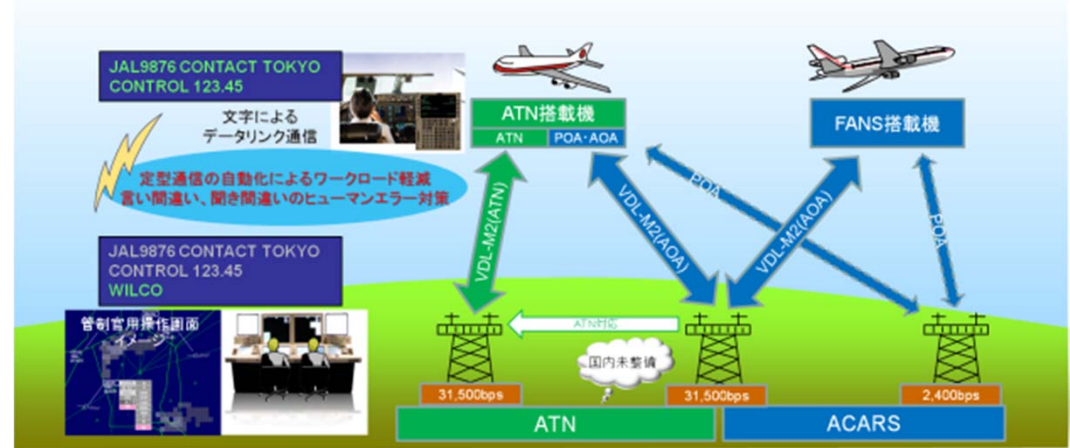 JAL9876 CONTACT TOKYO
CONTROL 123.45
文字による
データリンク通信
定型通信の自動化によるワークロード軽減
言い間違い、聞き間違いのヒューマンエラー対策
JAL9876 CONTACT TOKYO
CONTROL 123.45
WILCO
管制官用操作画面
イメージ
ATN搭載機
ATN
POA・AOA
FANS搭載機
VDL-M2(ATN)
VDL-M2(AOA)
VDL-M2(AOA)
POA
POA
ATN対応
国内未整備
31,500bps
31,500bps
2,400bps
ATN
ACARS